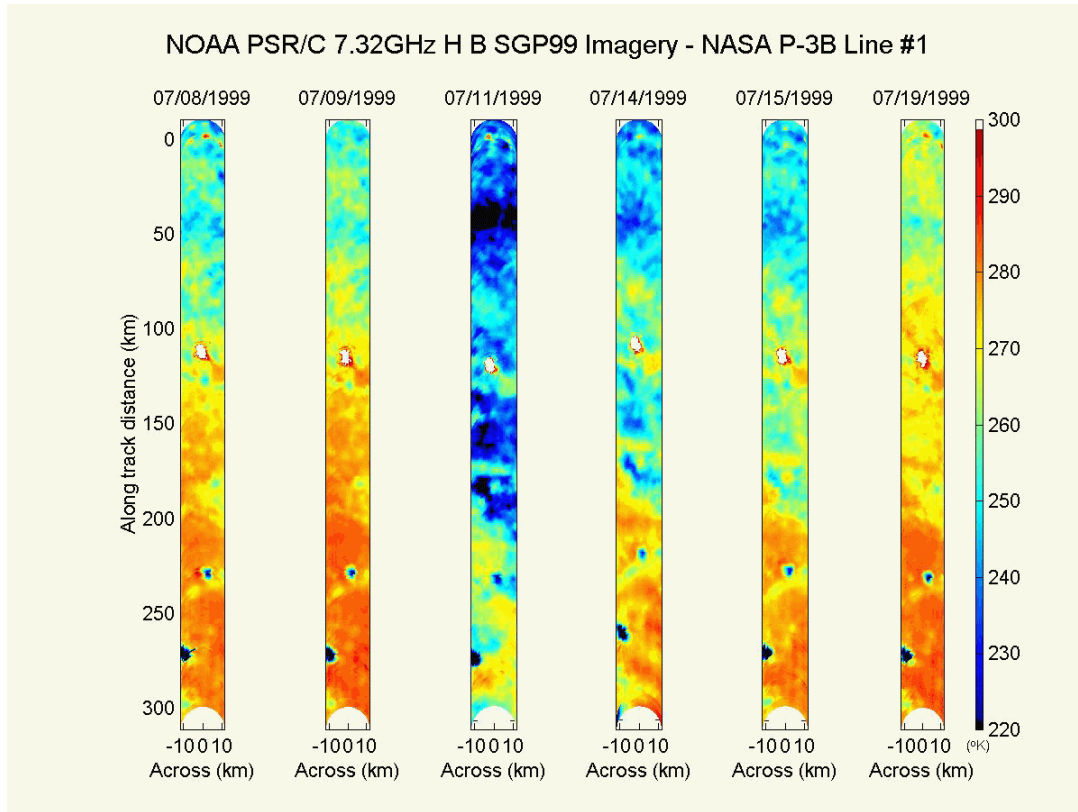 NOAA PSR/C 7.32GHz H B SGP99 Imagery - NASA P-3B Line #1
07/08/1999 07/09/1999 07/11/1999 07/14/1999 07/15/1999 07/19/1999
0
50
100
150
200
250
300
Along track distance (km)
300
290
280
270
260
250
240
230
220
(ºK)
-10 0 10 -10 0 10 -10 0 10 -10 0 10 -10 0 10 -10 0 10
Across (km) Across (km) Across (km) Across (km) Across (km) Across (km)